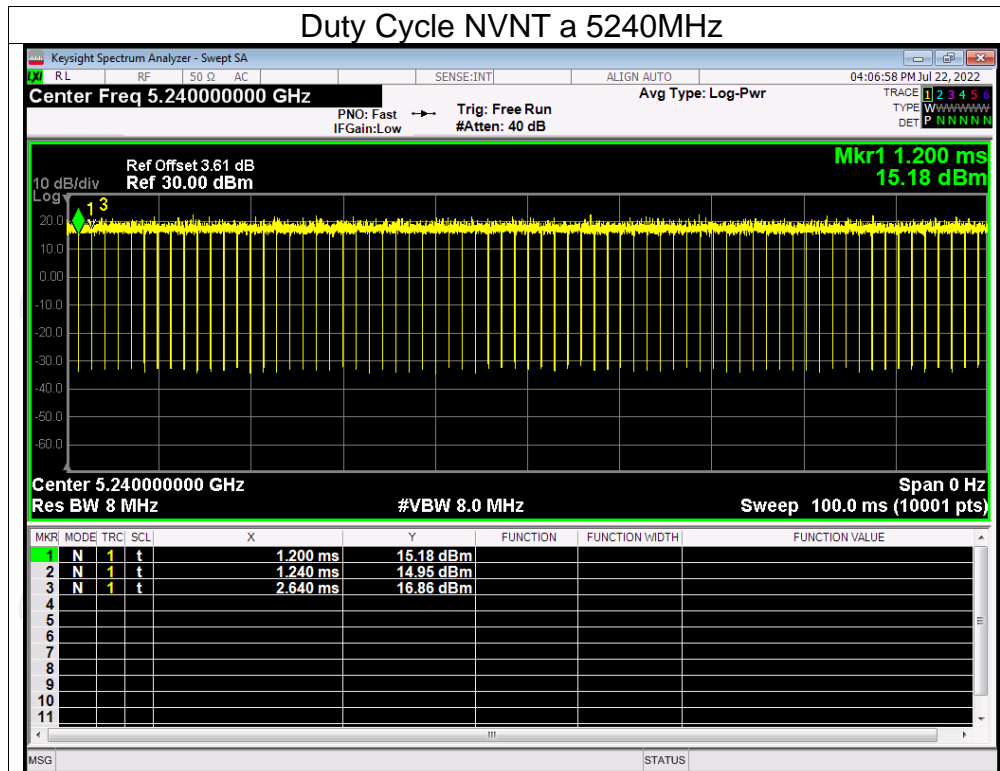 Duty Cycle NVNT a 5240MHz
Keysight Spectrum Analyzer - Swept SA
LXI RL RF 50 Ω AC SENSE:INT ALIGN AUTO 04:06:58 PM Jul 22, 2022
Center Freq 5.240000000 GHz
PNO: Fast
IFGain:Low
Trig: Free Run
#Atten: 40 dB
Avg Type: Log-Pwr
TRACE 1 2 3 4 5 6
TYPE WWWWWW
DET P N N N N N
10 dB/div
Log
Ref Offset 3.61 dB
Ref 30.00 dBm
Mkr1 1.200 ms
15.18 dBm
1 3
20.0
10.0
0.00
-10.0
-20.0
-30.0
-40.0
-50.0
-60.0
Center 5.240000000 GHz Span 0 Hz
Res BW 8 MHz #VBW 8.0 MHz Sweep 100.0 ms (10001 pts)
MKR MODE TRC SCL X Y FUNCTION FUNCTION WIDTH FUNCTION VALUE
1 N 1 t 1.200 ms 15.18 dBm
2 N 1 t 1.240 ms 14.95 dBm
3 N 1 t 2.640 ms 16.86 dBm
4
5
6
7
8
9
10
11
MSG STATUS